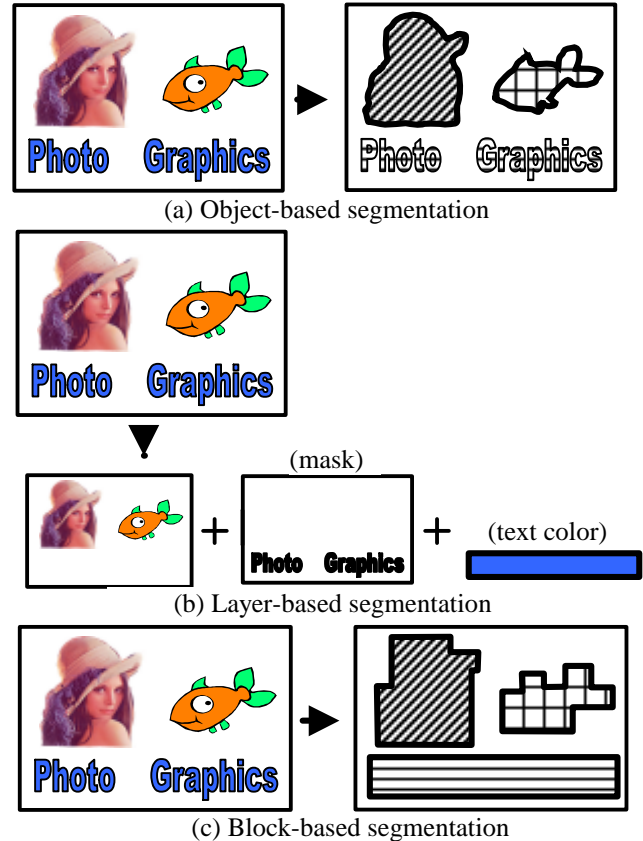 Photo Graphics Photo Graphics
(a) Object-based segmentation
Photo Graphics
(mask)
(text color)
Photo Graphics
(b) Layer-based segmentation
Photo Graphics
(c) Block-based segmentation